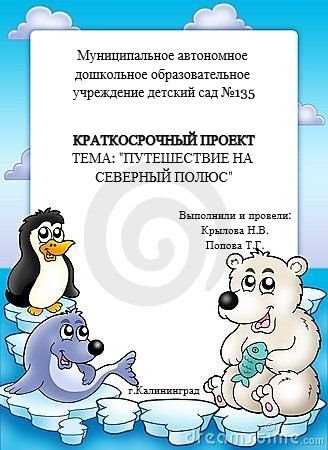 Муниципальное автономное
дошкольное образовательное
учреждение детский сад №135
КРАТКОСРОЧНЫЙ ПРОЕКТ
ТЕМА: "ПУТЕШЕСТВИЕ НА
СЕВЕРНЫЙ ПОЛЮС"
Выполнили и провели:
Крылова Н.В.
Попова Т.Г.
г.Калининград
dreamstime